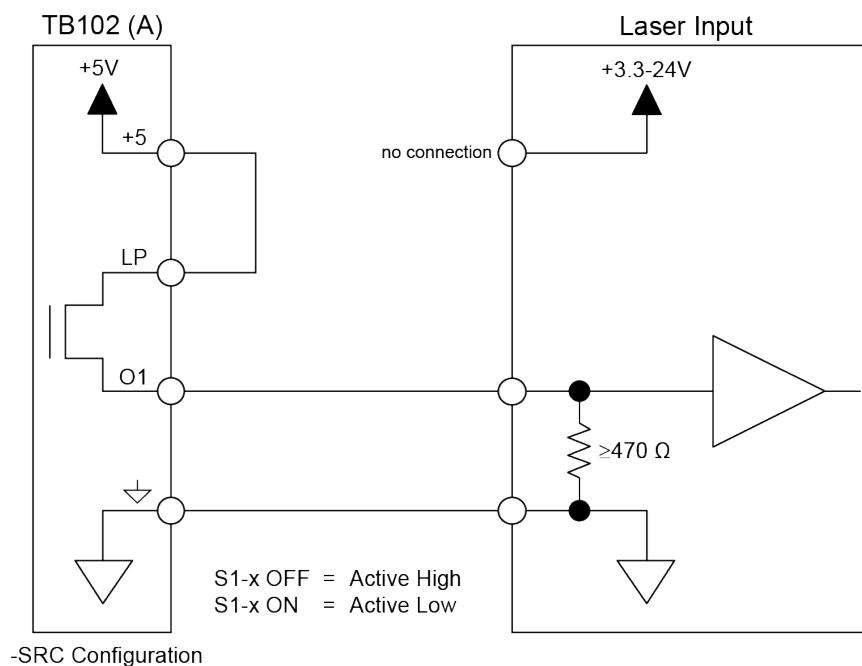 TB102 (A)
Laser Input
+5V
+3.3-24V
+5
no connection
LP
O1
≥470 Ω
S1-x OFF = Active High
S1-x ON = Active Low
-SRC Configuration